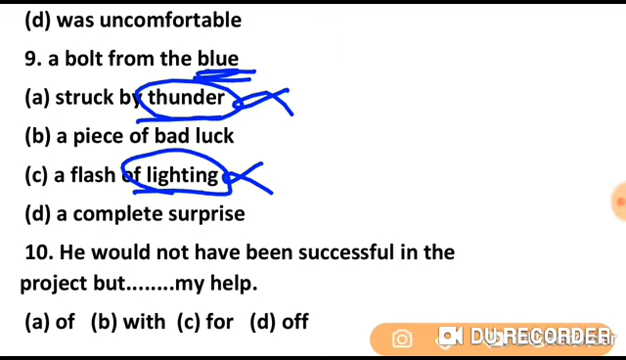 (d) was uncomfortable
9. a bolt from the blue
(a) struck by thunder
(b) a piece of bad luck
(c) a flash of lighting
(d) a complete surprise
10. He would not have been successful in the
project but........my help.
(a) of (b) with (c) for (d) off
DU RECORDER